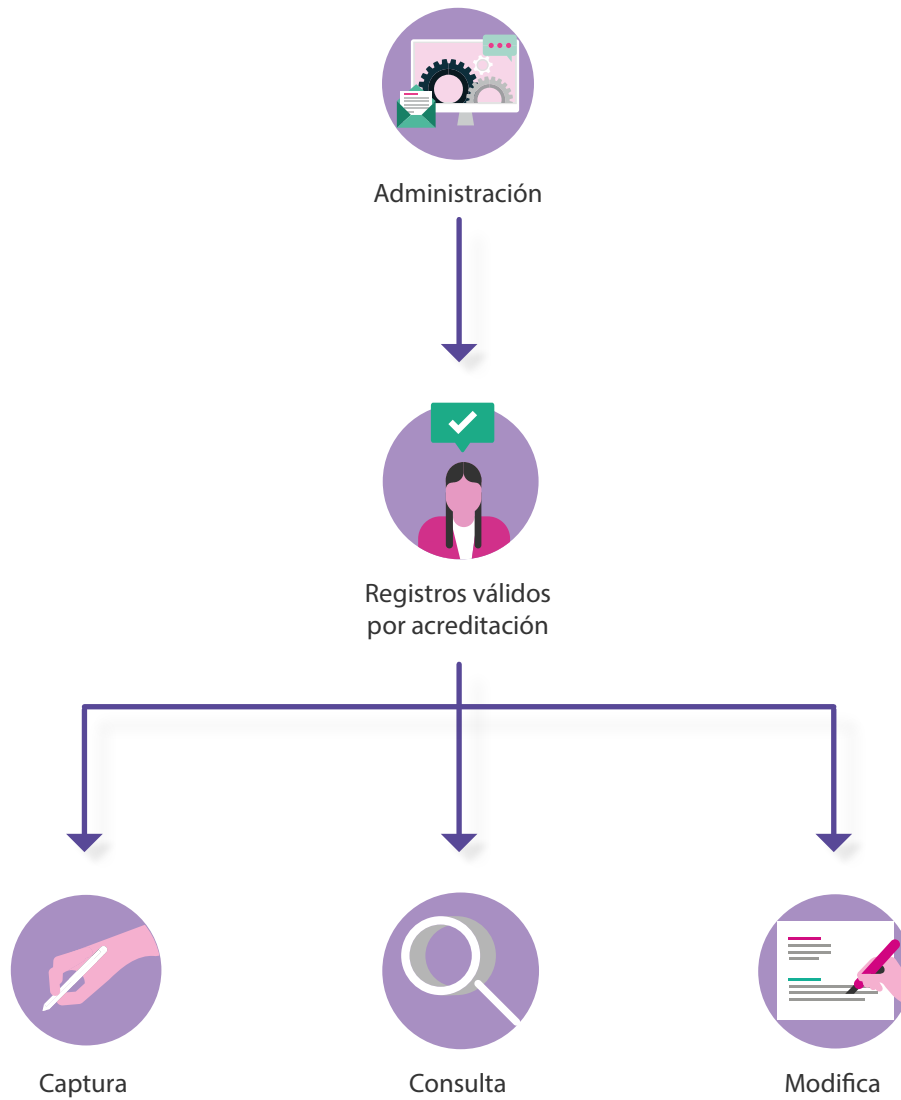 Administración
Registros válidos
por acreditación
Captura
Consulta
Modifica